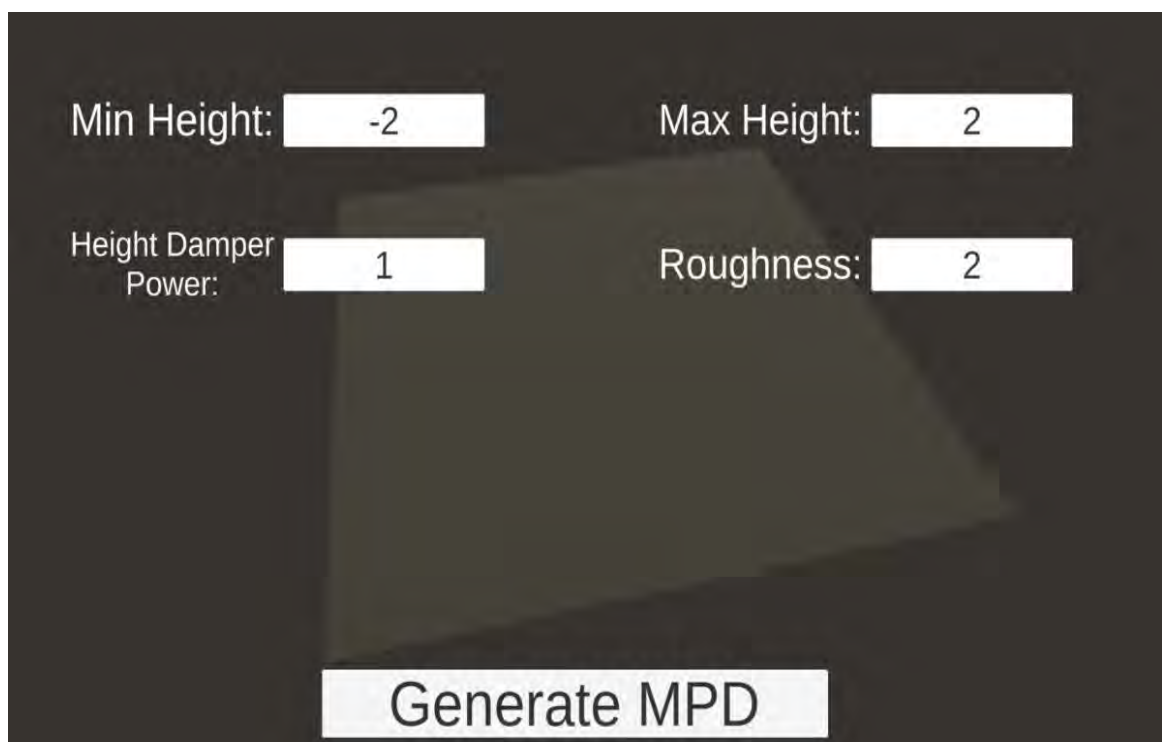 Min Height: -2 Max Height: 2
Height Damper
Power: 1 Roughness: 2
Generate MPD